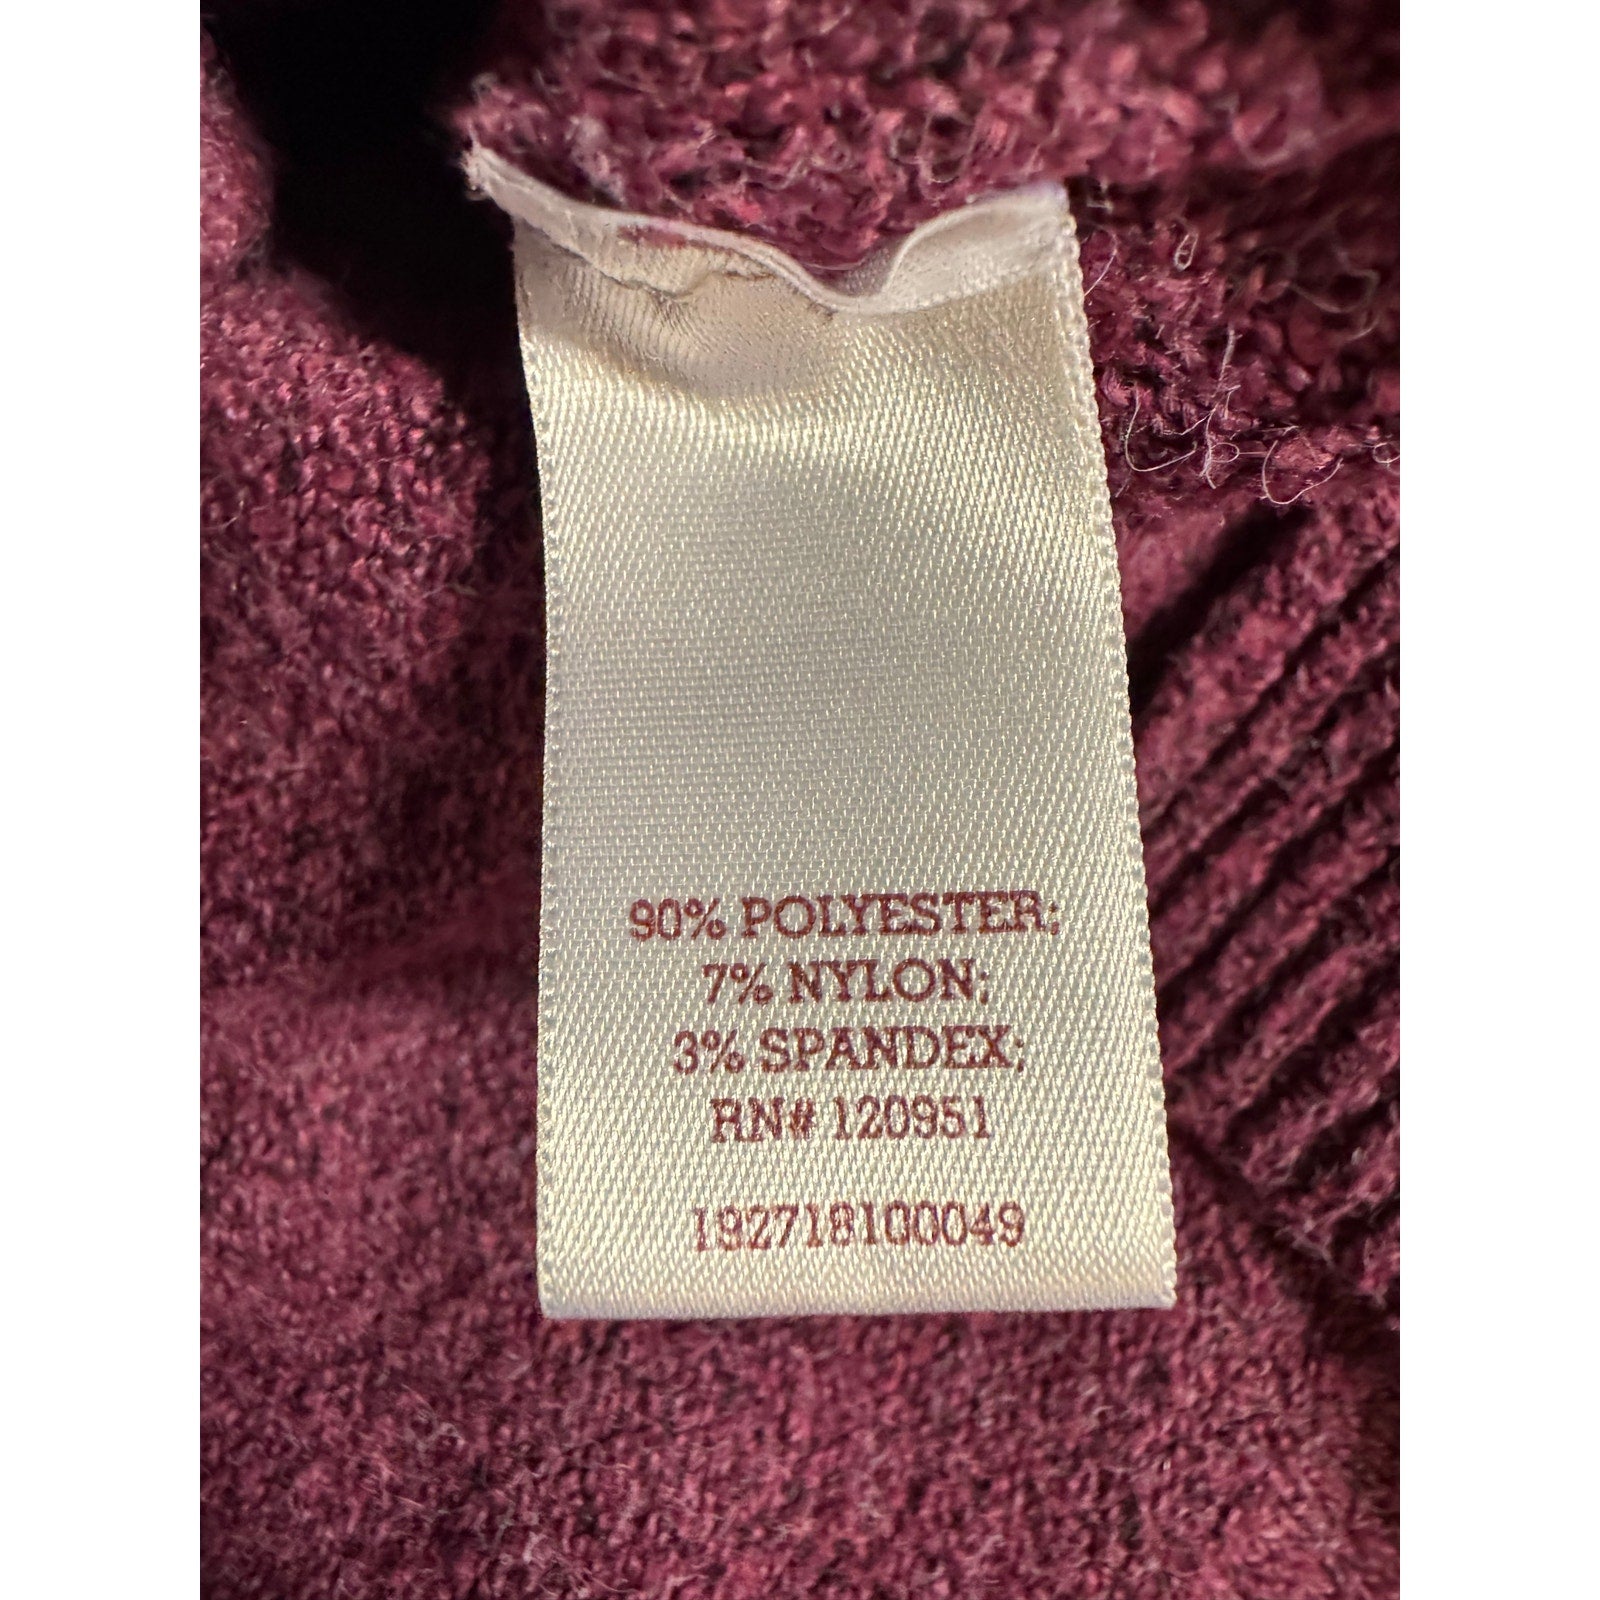 90% POLYESTER;
7% NYLON;
3% SPANDEX;
RN# 120951
192718100049